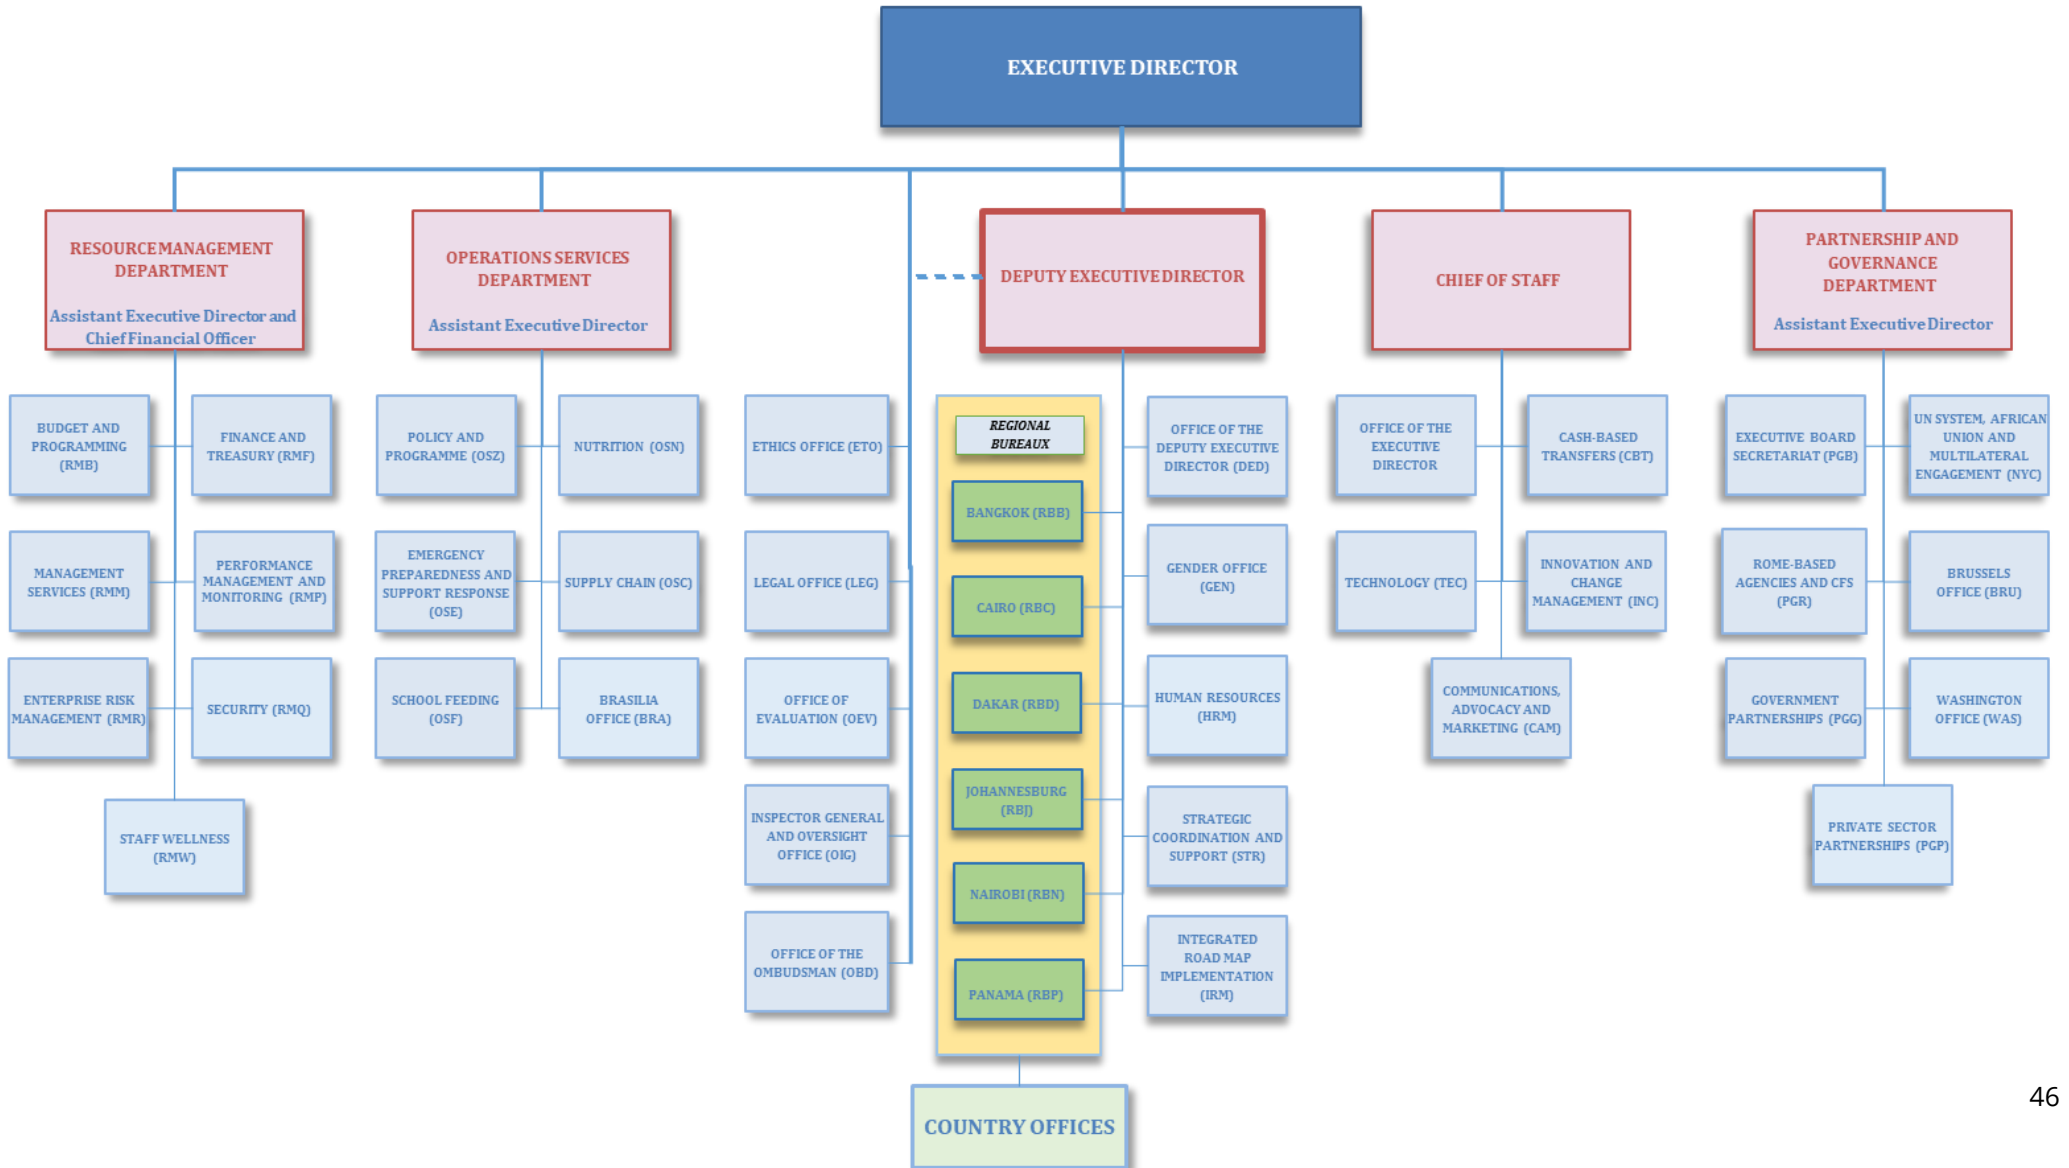 EXECUTIVE DIRECTOR
RESOURCE MANAGEMENT
DEPARTMENT
Assistant Executive Director and
Chief Financial Officer
OPERATIONS SERVICES
DEPARTMENT
Assistant Executive Director
DEPUTY EXECUTIVE DIRECTOR
CHIEF OF STAFF
PARTNERSHIP AND
GOVERNANCE
DEPARTMENT
Assistant Executive Director
BUDGET AND
PROGRAMMING
(RMB)
FINANCE AND
TREASURY (RMF)
MANAGEMENT
SERVICES (RMM)
PERFORMANCE
MANAGEMENT AND
MONITORING (RMP)
ENTERPRISE RISK
MANAGEMENT (RMR)
SECURITY (RMQ)
STAFF WELLNESS
(RMW)
POLICY AND
PROGRAMME (OSZ)
NUTRITION (OSN)
EMERGENCY
PREPAREDNESS AND
SUPPORT RESPONSE
(OSE)
SUPPLY CHAIN (OSC)
SCHOOL FEEDING
(OSF)
BRASILIA
OFFICE (BRA)
ETHICS OFFICE (ETO)
LEGAL OFFICE (LEG)
OFFICE OF
EVALUATION (OEV)
INSPECTOR GENERAL
AND OVERSIGHT
OFFICE (OIG)
OFFICE OF THE
OMBUDSMAN (OBD)
REGIONAL
BUREAUX
BANGKOK (RBB)
CAIRO (RBC)
DAKAR (RBD)
JOHANNESBURG
(RBJ)
NAIROBI (RBN)
PANAMA (RBP)
COUNTRY OFFICES
OFFICE OF THE
DEPUTY EXECUTIVE
DIRECTOR (DED)
GENDER OFFICE
(GEN)
HUMAN RESOURCES
(HRM)
STRATEGIC
COORDINATION AND
SUPPORT (STR)
INTEGRATED
ROAD MAP
IMPLEMENTATION
(IRM)
OFFICE OF THE
EXECUTIVE
DIRECTOR
CASH-BASED
TRANSFERS (CBT)
TECHNOLOGY (TEC)
INNOVATION AND
CHANGE
MANAGEMENT (INC)
COMMUNICATIONS,
ADVOCACY AND
MARKETING (CAM)
EXECUTIVE BOARD
SECRETARIAT (PGB)
UN SYSTEM, AFRICAN
UNION AND
MULTILATERAL
ENGAGEMENT (NYC)
ROME-BASED
AGENCIES AND CFS
(PGR)
BRUSSELS
OFFICE (BRU)
GOVERNMENT
PARTNERSHIPS (PGG)
WASHINGTON
OFFICE (WAS)
PRIVATE SECTOR
PARTNERSHIPS (PGP)
46